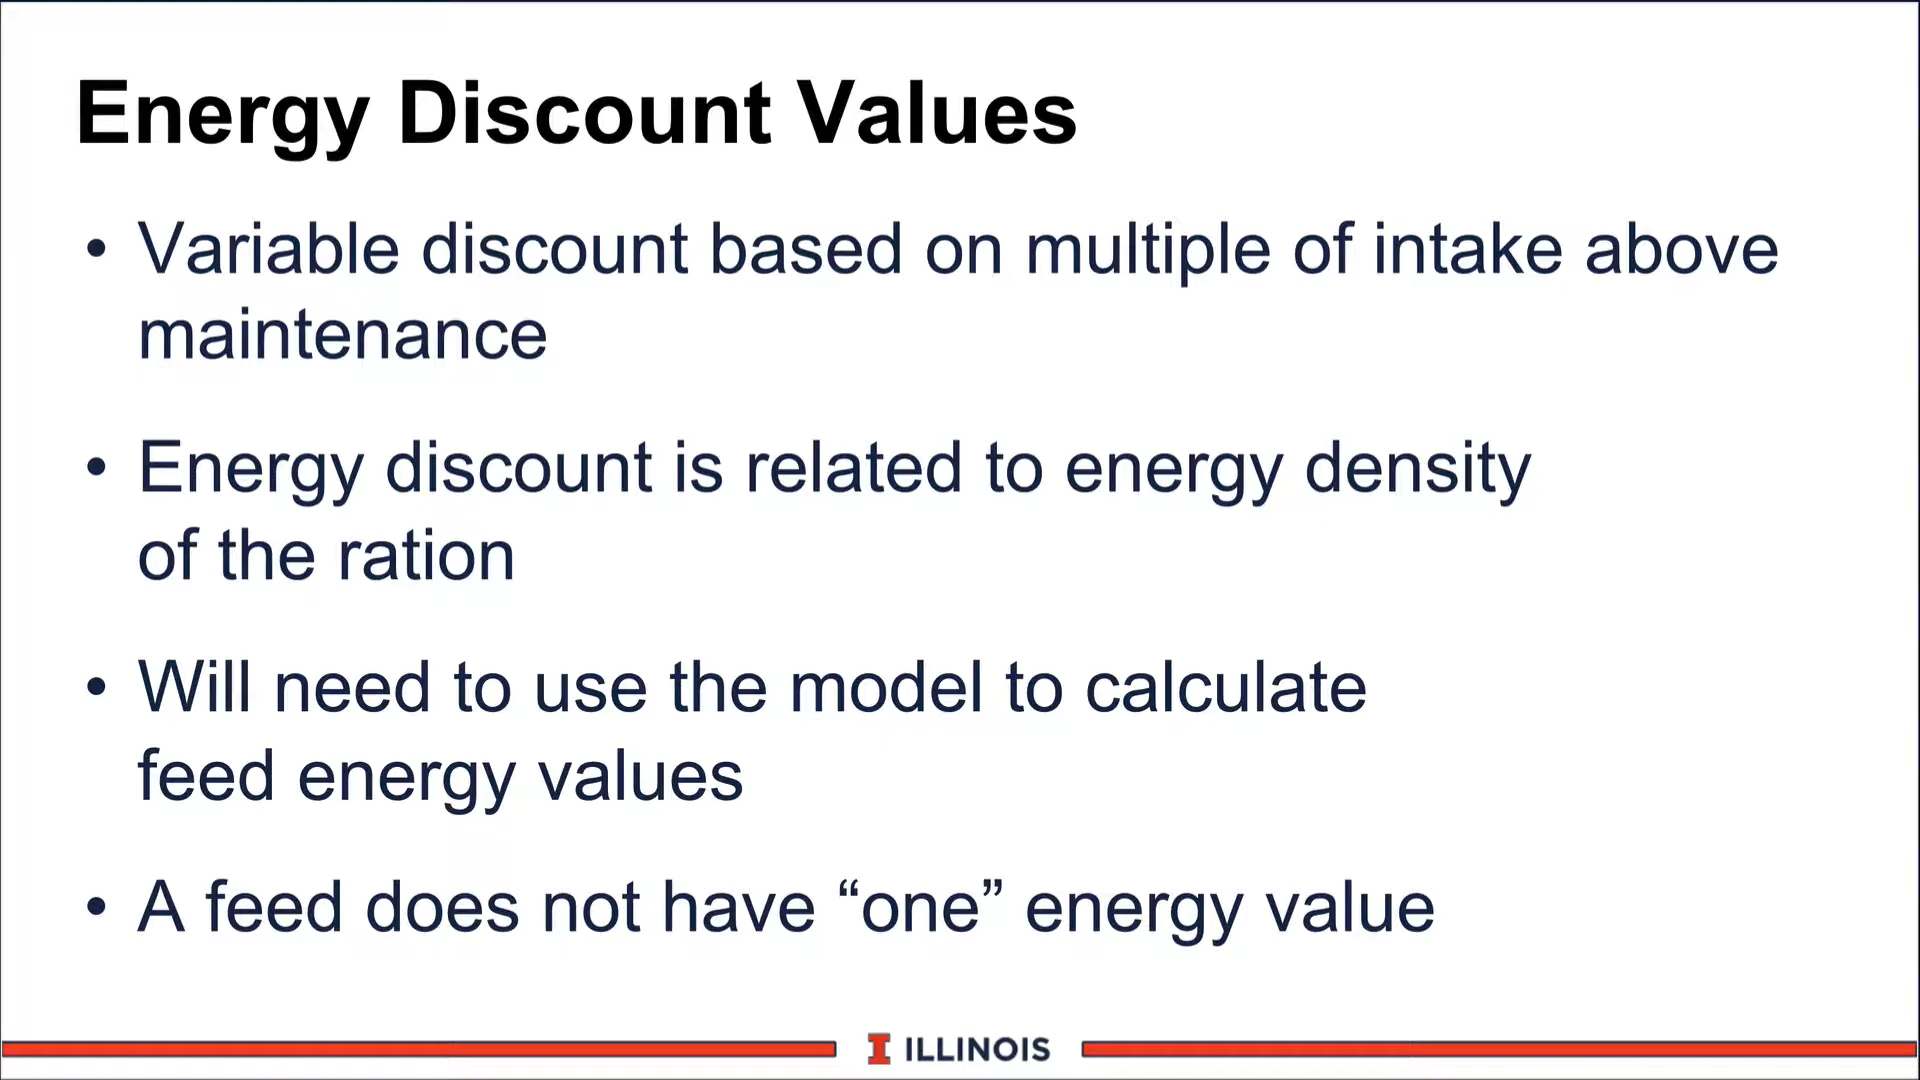 Energy Discount Values
• Variable discount based on multiple of intake above
maintenance
• Energy discount is related to energy density
of the ration
• Will need to use the model to calculate
feed energy values
• A feed does not have “one” energy value
I ILLINOIS